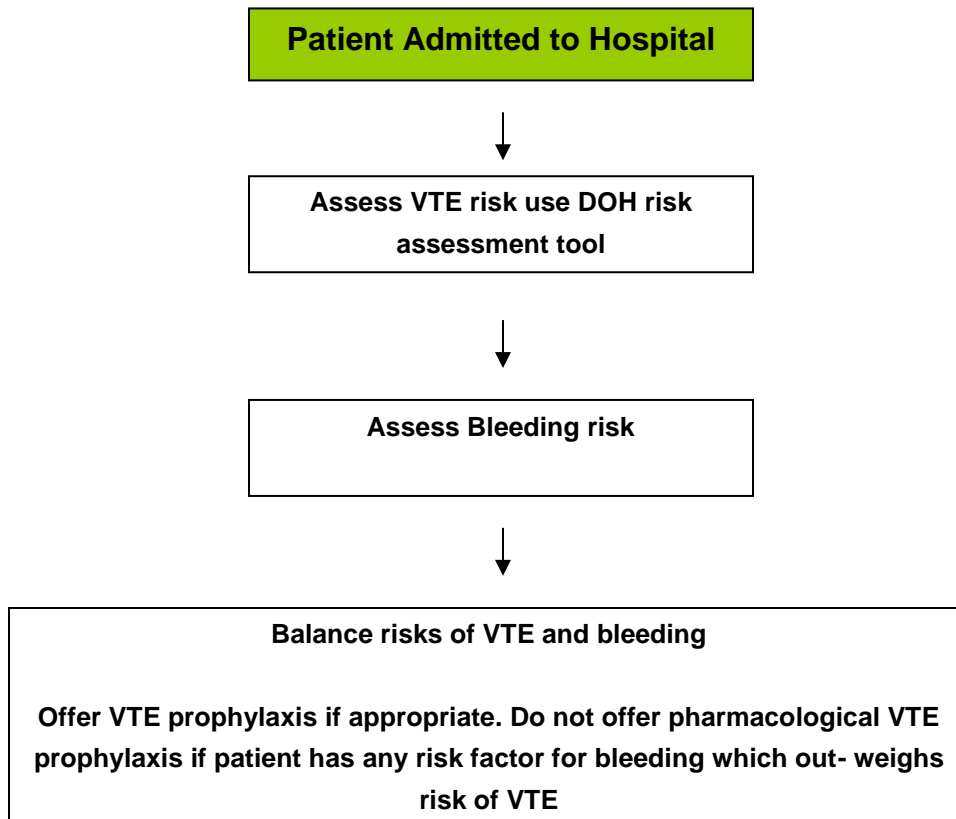 Patient Admitted to Hospital
Assess VTE risk use DOH risk
assessment tool
Assess Bleeding risk
Balance risks of VTE and bleeding
Offer VTE prophylaxis if appropriate. Do not offer pharmacological VTE
prophylaxis if patient has any risk factor for bleeding which out- weighs
risk of VTE